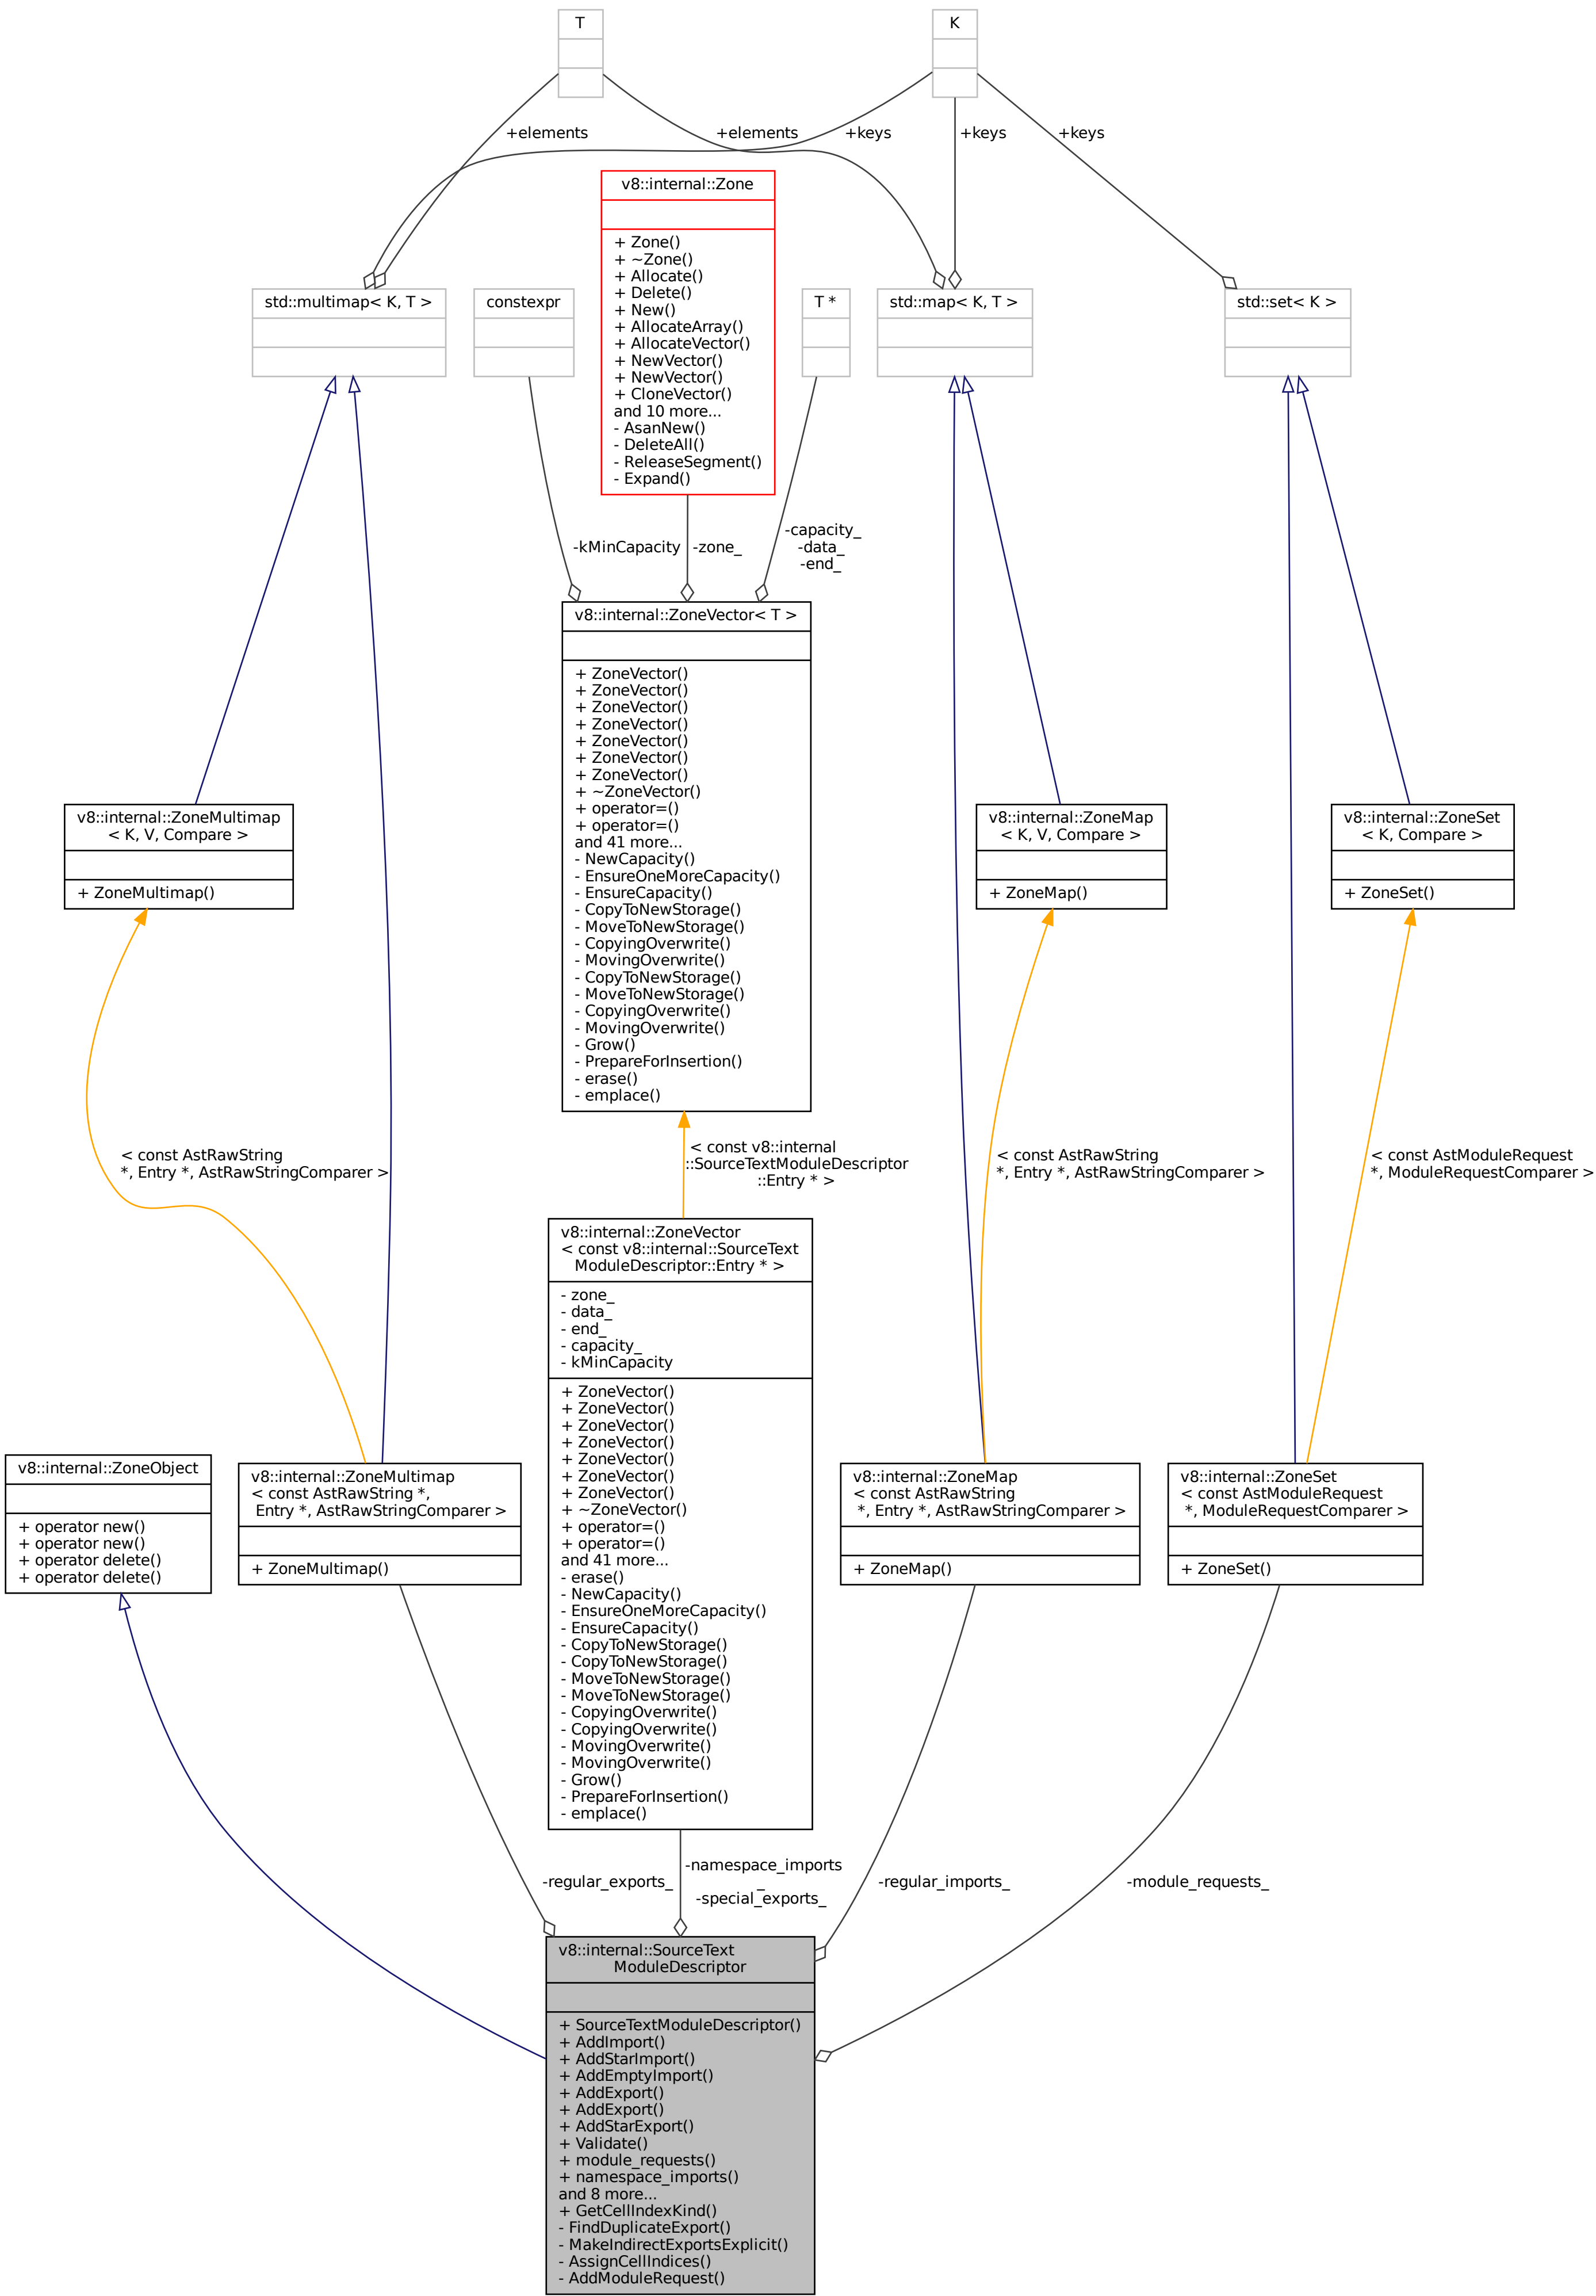 T
K
+elements
+elements
+keys
+keys
+keys
v8::internal::Zone
+ Zone()
+ ~Zone()
+ Allocate()
+ Delete()
+ New()
+ AllocateArray()
+ AllocateVector()
+ NewVector()
+ NewVector()
+ CloneVector()
and 10 more...
- AsanNew()
- DeleteAll()
- ReleaseSegment()
- Expand()
std::multimap< K, T >
constexpr
T *
std::map< K, T >
std::set< K >
-kMinCapacity
-zone_
-capacity_
-data_
-end_
v8::internal::ZoneVector< T >
+ ZoneVector()
+ ZoneVector()
+ ZoneVector()
+ ZoneVector()
+ ZoneVector()
+ ZoneVector()
+ ZoneVector()
+ ~ZoneVector()
+ operator=()
+ operator=()
and 41 more...
- NewCapacity()
- EnsureOneMoreCapacity()
- EnsureCapacity()
- CopyToNewStorage()
- MoveToNewStorage()
- CopyingOverwrite()
- MovingOverwrite()
- CopyToNewStorage()
- MoveToNewStorage()
- CopyingOverwrite()
- MovingOverwrite()
- Grow()
- PrepareForInsertion()
- erase()
- emplace()
v8::internal::ZoneMultimap
< K, V, Compare >
+ ZoneMultimap()
v8::internal::ZoneMap
< K, V, Compare >
+ ZoneMap()
v8::internal::ZoneSet
< K, Compare >
+ ZoneSet()
< const AstRawString
*, Entry *, AstRawStringComparer >
< const v8::internal
::SourceTextModuleDescriptor
::Entry * >
< const AstRawString
*, Entry *, AstRawStringComparer >
< const AstModuleRequest
*, ModuleRequestComparer >
v8::internal::ZoneVector
< const v8::internal::SourceText
ModuleDescriptor::Entry * >
- zone_
- data_
- end_
- capacity_
- kMinCapacity
+ ZoneVector()
+ ZoneVector()
+ ZoneVector()
+ ZoneVector()
+ ZoneVector()
+ ZoneVector()
+ ZoneVector()
+ ~ZoneVector()
+ operator=()
+ operator=()
and 41 more...
- erase()
- NewCapacity()
- EnsureOneMoreCapacity()
- EnsureCapacity()
- CopyToNewStorage()
- CopyToNewStorage()
- MoveToNewStorage()
- MoveToNewStorage()
- CopyingOverwrite()
- CopyingOverwrite()
- MovingOverwrite()
- MovingOverwrite()
- Grow()
- PrepareForInsertion()
- emplace()
v8::internal::ZoneObject
+ operator new()
+ operator new()
+ operator delete()
+ operator delete()
v8::internal::ZoneMultimap
< const AstRawString *,
Entry *, AstRawStringComparer >
+ ZoneMultimap()
v8::internal::ZoneMap
< const AstRawString
*, Entry *, AstRawStringComparer >
+ ZoneMap()
v8::internal::ZoneSet
< const AstModuleRequest
*, ModuleRequestComparer >
+ ZoneSet()
-regular_exports_
-namespace_imports
_
-special_exports_
-regular_imports_
-module_requests_
v8::internal::SourceText
ModuleDescriptor
+ SourceTextModuleDescriptor()
+ AddImport()
+ AddStarImport()
+ AddEmptyImport()
+ AddExport()
+ AddExport()
+ AddStarExport()
+ Validate()
+ module_requests()
+ namespace_imports()
and 8 more...
+ GetCellIndexKind()
- FindDuplicateExport()
- MakeIndirectExportsExplicit()
- AssignCellIndices()
- AddModuleRequest()